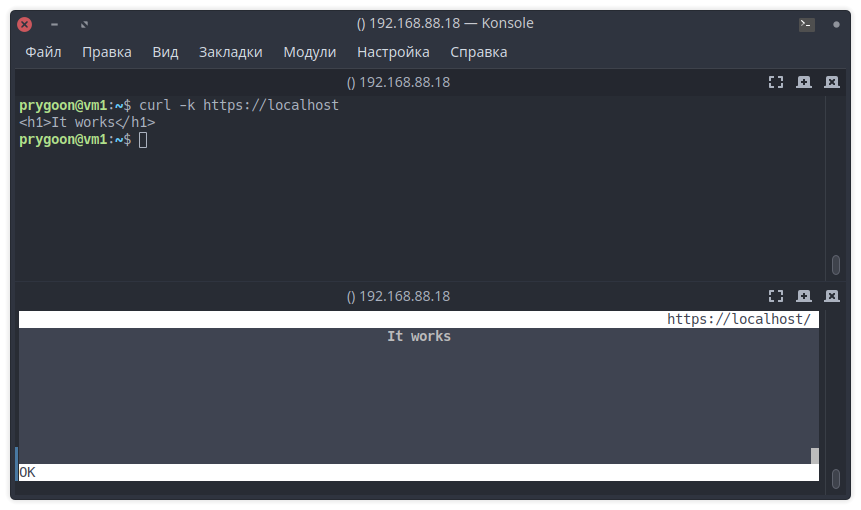 () 192.168.88.18 — Konsole
Файл Правка Вид Закладки Модули Настройка Справка
() 192.168.88.18
prygoon@vm1:~$ curl -k https://localhost
<h1>It works</h1>
prygoon@vm1:~$
() 192.168.88.18
https://localhost/
It works
OK